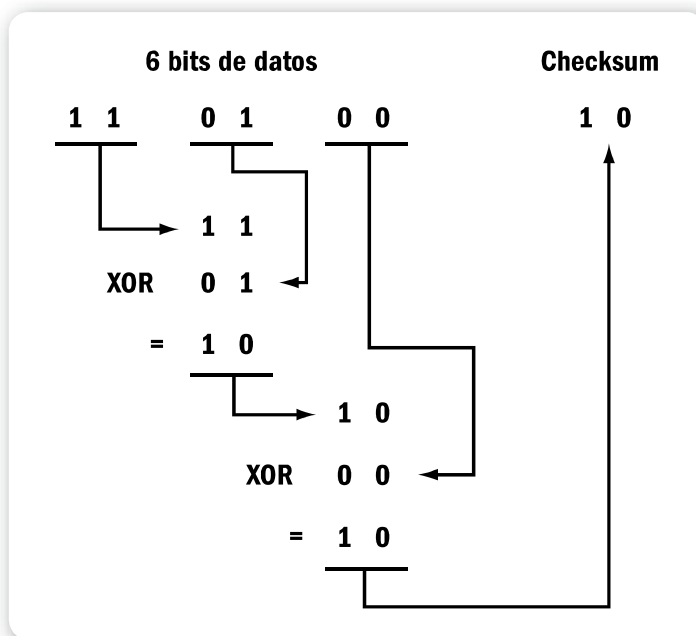 6 bits de datos Checksum
1 1 0 1 0 0 1 0
1 1
XOR 0 1
= 1 0
1 0
XOR 0 0
= 1 0